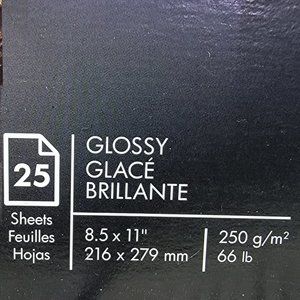 25
Sheets
Feuilles
Hojas
GLOSSY
GLACÉ
BRILLANTE
8.5 x 11"
216 x 279 mm
250 g/m²
66 lb